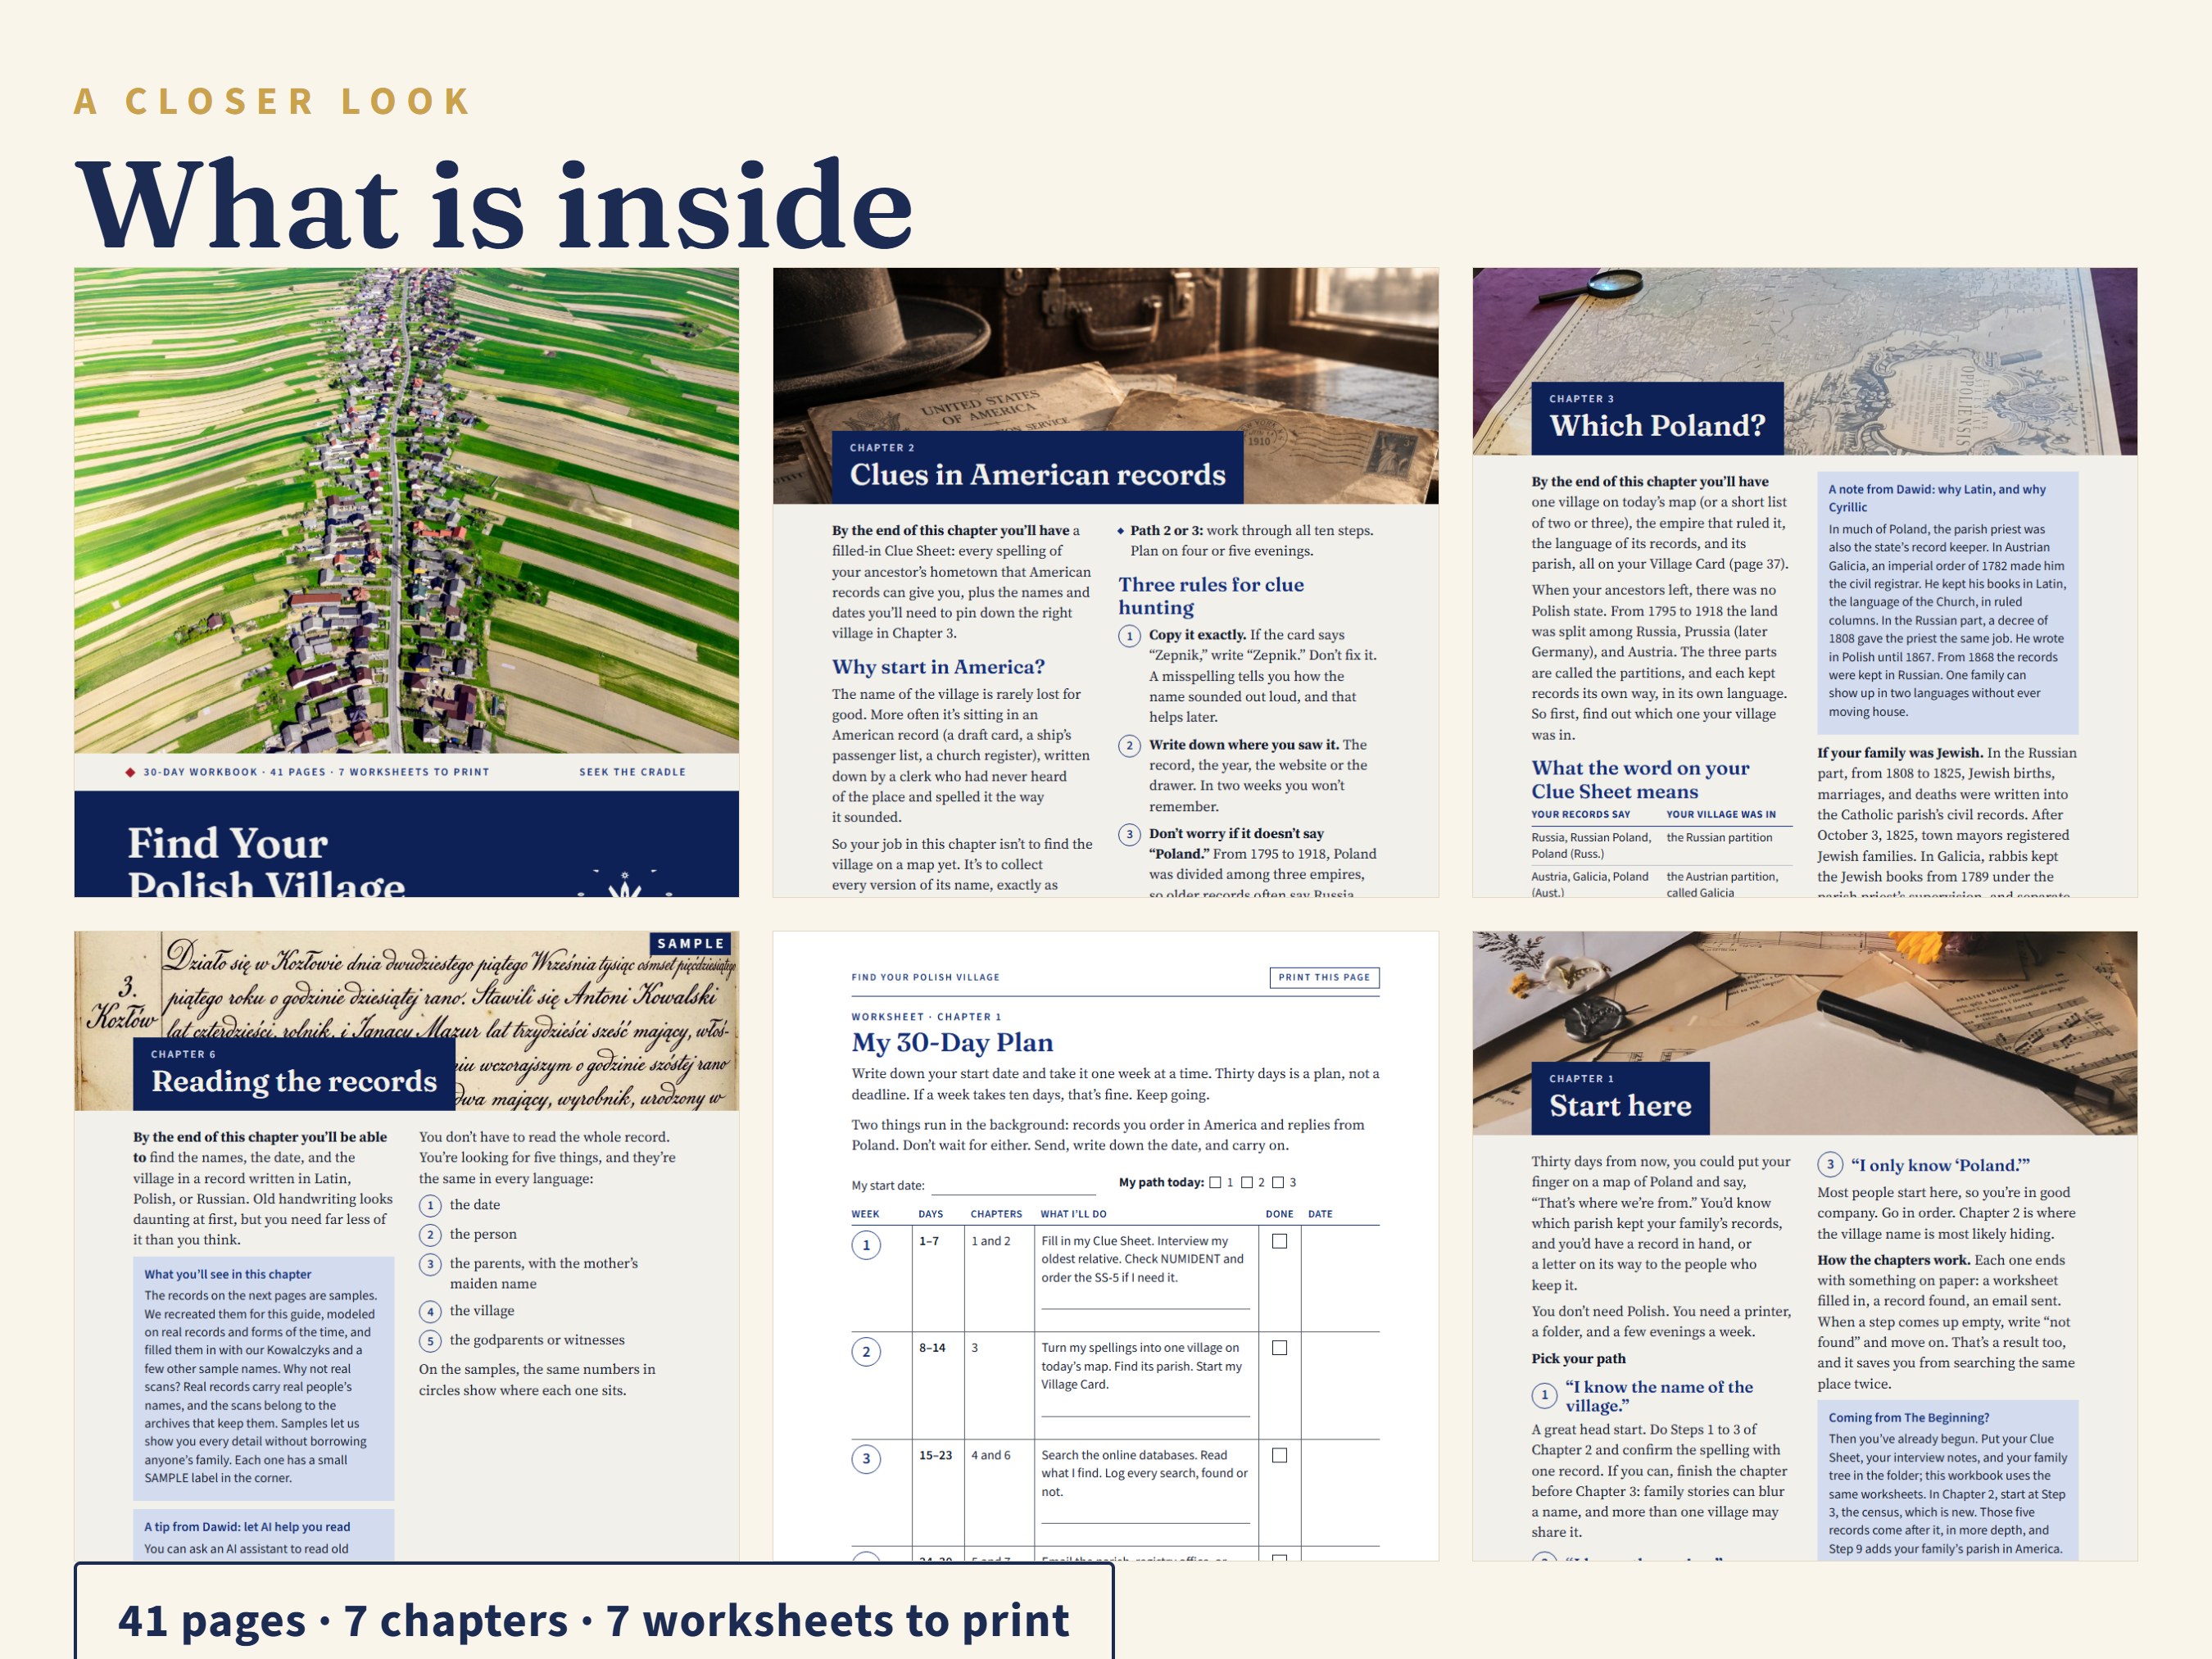 A CLOSER LOOK
What is inside
30-DAY WORKBOOK · 41 PAGES · 7 WORKSHEETS TO PRINT
SEEK THE CRADLE
Find Your
Polish Village
UNITED STATES
OF AMERICA
1910
CHAPTER 2
Clues in American records
By the end of this chapter you’ll have a
filled-in Clue Sheet: every spelling of
your ancestor’s hometown that American
records can give you, plus the names and
dates you’ll need to pin down the right
village in Chapter 3.
Why start in America?
The name of the village is rarely lost for
good. More often it’s sitting in an
American record (a draft card, a ship’s
passenger list, a church register), written
down by a clerk who had never heard
of the place and spelled it the way
it sounded.
So your job in this chapter isn’t to find the
village on a map yet. It’s to collect
every version of its name, exactly as
Path 2 or 3: work through all ten steps.
Plan on four or five evenings.
Three rules for clue
hunting
1 Copy it exactly. If the card says
“Zepnik,” write “Zepnik.” Don’t fix it.
A misspelling tells you how the
name sounded out loud, and that
helps later.
2 Write down where you saw it. The
record, the year, the website or the
drawer. In two weeks you won’t
remember.
3 Don’t worry if it doesn’t say
“Poland.” From 1795 to 1918, Poland
was divided among three empires,
so older records often say Russia
CHAPTER 3
Which Poland?
By the end of this chapter you’ll have
one village on today’s map (or a short list
of two or three), the empire that ruled it,
the language of its records, and its
parish, all on your Village Card (page 37).
When your ancestors left, there was no
Polish state. From 1795 to 1918 the land
was split among Russia, Prussia (later
Germany), and Austria. The three parts
are called the partitions, and each kept
records its own way, in its own language.
So first, find out which one your village
was in.
What the word on your
Clue Sheet means
YOUR RECORDS SAY YOUR VILLAGE WAS IN
Russia, Russian Poland, the Russian partition
Poland (Russ.)
Austria, Galicia, Poland the Austrian partition,
(Aust.) called Galicia
A note from Dawid: why Latin, and why
Cyrillic
In much of Poland, the parish priest was
also the state’s record keeper. In Austrian
Galicia, an imperial order of 1782 made him
the civil registrar. He kept his books in Latin,
the language of the Church, in ruled
columns. In the Russian part, a decree of
1808 gave the priest the same job. He wrote
in Polish until 1867. From 1868 the records
were kept in Russian. One family can
show up in two languages without ever
moving house.
If your family was Jewish. In the Russian
part, from 1808 to 1825, Jewish births,
marriages, and deaths were written into
the Catholic parish’s civil records. After
October 3, 1825, town mayors registered
Jewish families. In Galicia, rabbis kept
the Jewish books from 1789 under the
parish priest’s supervision, and separate
SAMPLE
3.
Kozłów
Działo się w Kozłowie dnia dwudziestego piątego Września tysiąc ośmset pięćdziesiątego
piątego roku o godzinie dziesiątej rano. Stawili się Antoni Kowalski
lat czterdzieści, rolnik, i Ignacy Mazur lat trzydzieści sześć mający, włoś-
niu wczorajszym o godzinie szóstej rano
dwa mający, wyrobnik, urodzony w
CHAPTER 6
Reading the records
By the end of this chapter you’ll be able
to find the names, the date, and the
village in a record written in Latin,
Polish, or Russian. Old handwriting looks
daunting at first, but you need far less of
it than you think.
What you’ll see in this chapter
The records on the next pages are samples.
We recreated them for this guide, modeled
on real records and forms of the time, and
filled them in with our Kowalczyks and a
few other sample names. Why not real
scans? Real records carry real people’s
names, and the scans belong to the
archives that keep them. Samples let us
show you every detail without borrowing
anyone’s family. Each one has a small
SAMPLE label in the corner.
A tip from Dawid: let AI help you read
You can ask an AI assistant to read old
You don’t have to read the whole record.
You’re looking for five things, and they’re
the same in every language:
1 the date
2 the person
3 the parents, with the mother’s
maiden name
4 the village
5 the godparents or witnesses
On the samples, the same numbers in
circles show where each one sits.
FIND YOUR POLISH VILLAGE
PRINT THIS PAGE
WORKSHEET · CHAPTER 1
My 30-Day Plan
Write down your start date and take it one week at a time. Thirty days is a plan, not a
deadline. If a week takes ten days, that’s fine. Keep going.
Two things run in the background: records you order in America and replies from
Poland. Don’t wait for either. Send, write down the date, and carry on.
My start date: My path today: 1 2 3
WEEK DAYS CHAPTERS WHAT I’LL DO DONE DATE
1 1–7 1 and 2 Fill in my Clue Sheet. Interview my
oldest relative. Check NUMIDENT and
order the SS-5 if I need it.
2 8–14 3 Turn my spellings into one village on
today’s map. Find its parish. Start my
Village Card.
3 15–23 4 and 6 Search the online databases. Read
what I find. Log every search, found or
not.
CHAPTER 1
Start here
Thirty days from now, you could put your
finger on a map of Poland and say,
“That’s where we’re from.” You’d know
which parish kept your family’s records,
and you’d have a record in hand, or
a letter on its way to the people who
keep it.
You don’t need Polish. You need a printer,
a folder, and a few evenings a week.
Pick your path
1 “I know the name of the
village.”
A great head start. Do Steps 1 to 3 of
Chapter 2 and confirm the spelling with
one record. If you can, finish the chapter
before Chapter 3: family stories can blur
a name, and more than one village may
share it.
3 “I only know ‘Poland.’”
Most people start here, so you’re in good
company. Go in order. Chapter 2 is where
the village name is most likely hiding.
How the chapters work. Each one ends
with something on paper: a worksheet
filled in, a record found, an email sent.
When a step comes up empty, write “not
found” and move on. That’s a result too,
and it saves you from searching the same
place twice.
Coming from The Beginning?
Then you’ve already begun. Put your Clue
Sheet, your interview notes, and your family
tree in the folder; this workbook uses the
same worksheets. In Chapter 2, start at Step
3, the census, which is new. Those five
records come after it, in more depth, and
Step 9 adds your family’s parish in America.
41 pages · 7 chapters · 7 worksheets to print